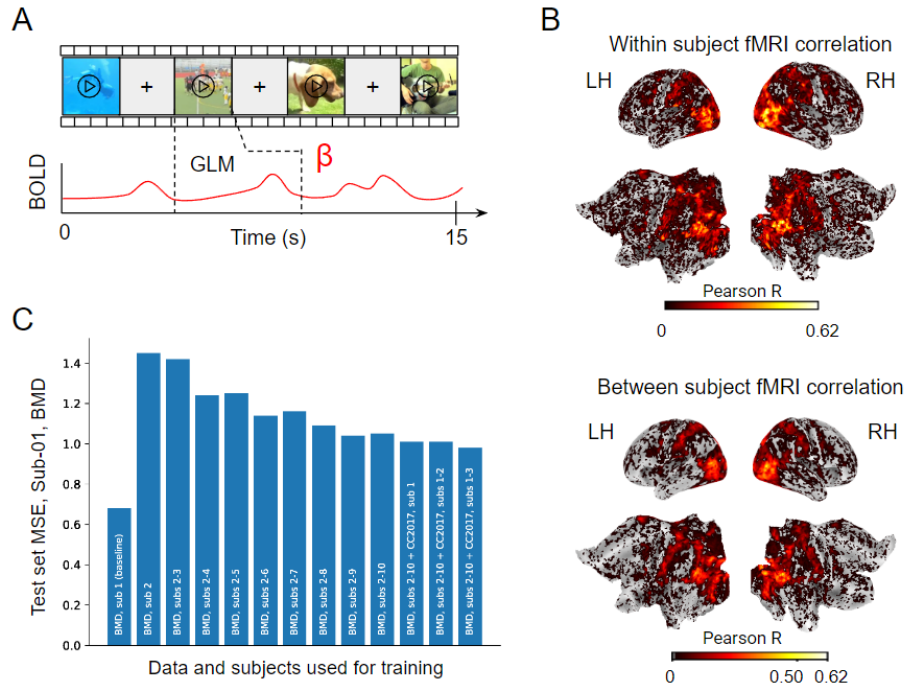 A
+
+
+
GLM
β
BOLD
0
Time (s)
15
B
Within subject fMRI correlation
LH
RH
Pearson R
0
0.62
Between subject fMRI correlation
LH
RH
Pearson R
0
0.50
0.62
C
Test set MSE, Sub-01, BMD
1.4
1.2
1.0
0.8
0.6
0.4
0.2
0.0
BMD, sub 1 (baseline)
BMD, sub 2
BMD, subs 2-3
BMD, subs 2-4
BMD, subs 2-5
BMD, subs 2-6
BMD, subs 2-7
BMD, subs 2-8
BMD, subs 2-9
BMD, subs 2-10
BMD, subs 2-10 + CC2017, sub 1
BMD, subs 2-10 + CC2017, subs 1-2
BMD, subs 2-10 + CC2017, subs 1-3
Data and subjects used for training